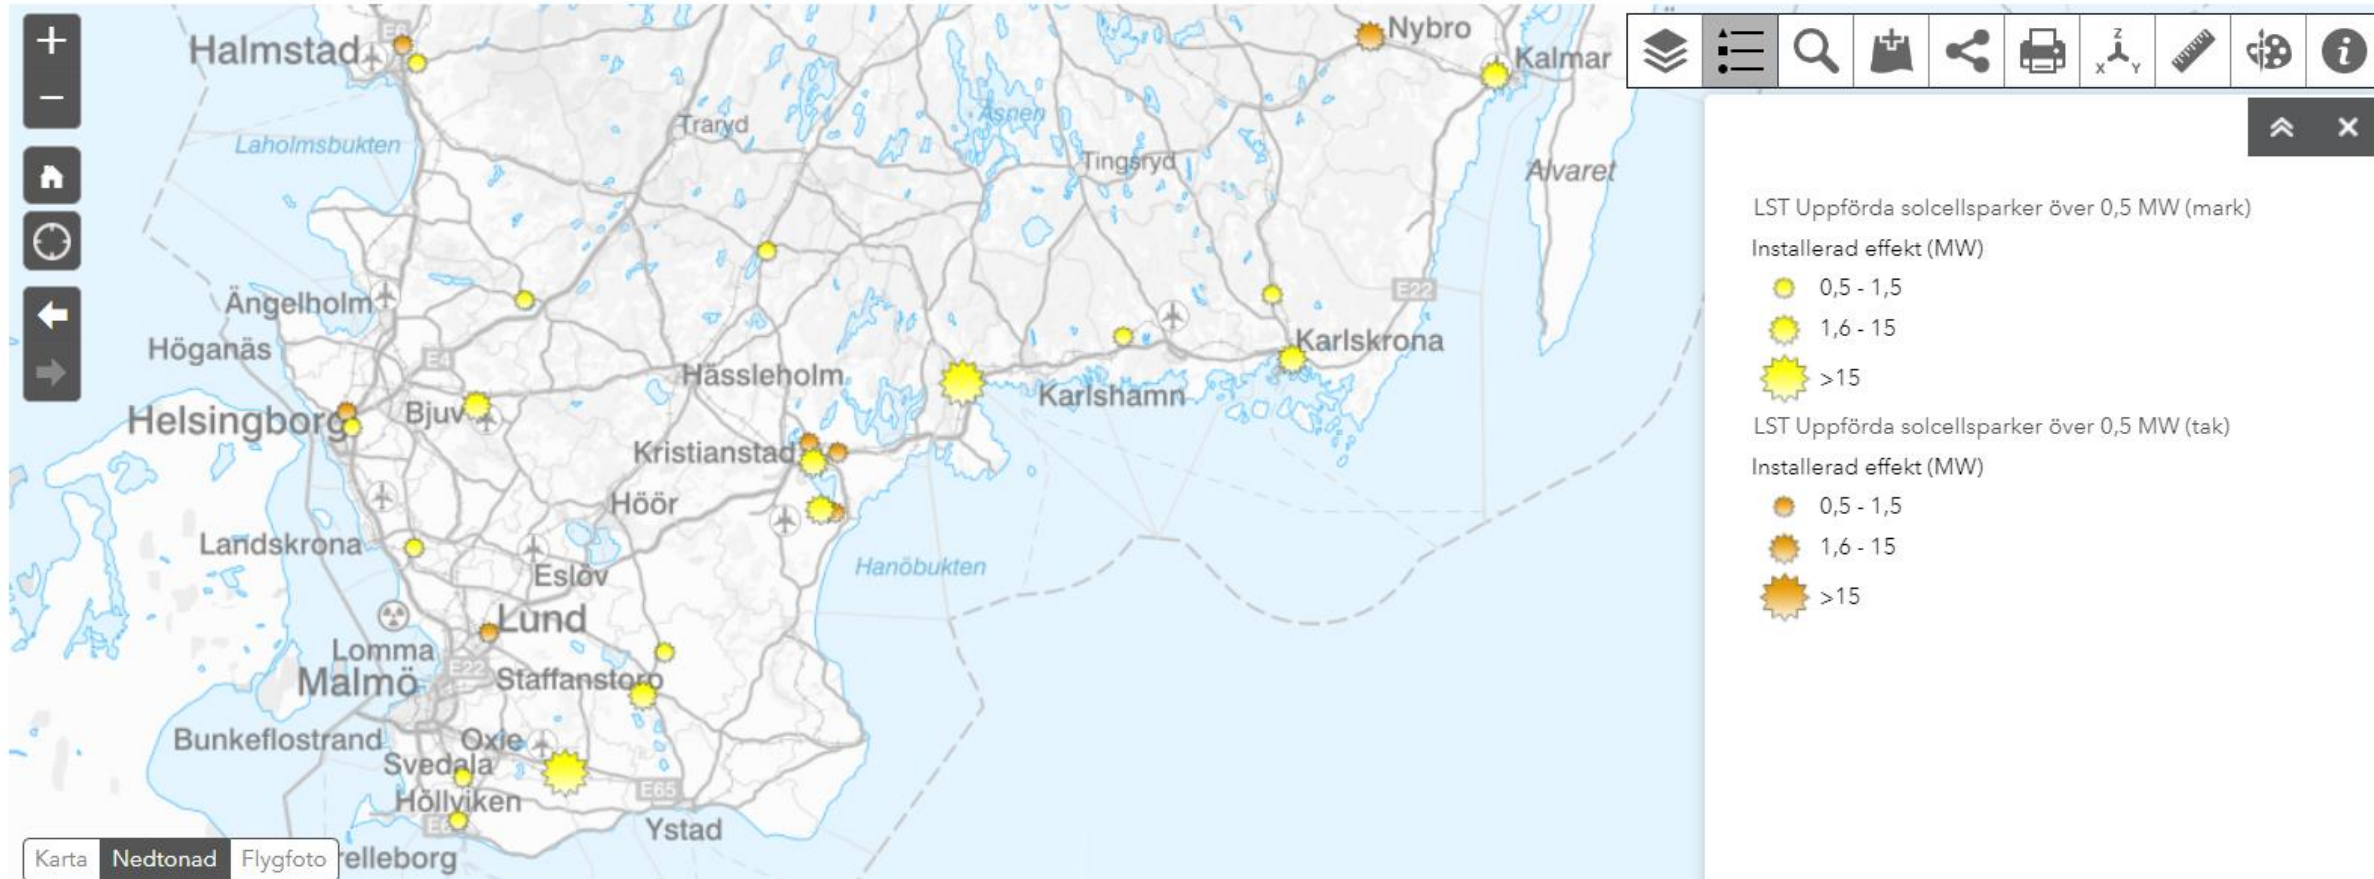 Halmstad
E6
Nybro
Kalmar
Z
X
Y
Laholmsbukten
Traryd
Åsnen
Tingsryd
Alvaret
Ängelholm
E22
Höganäs
E4
Karlskrona
Hässleholm
Karlshamn
Helsingborg
Bjuv
Kristianstad
Höör
Landskrona
Eslöv
Hanöbukten
Lund
Lomma
E22
Malmö
Staffanstorp
Bunkeflostrand
Oxie
Svedala
E65
Höllviken
Ystad
relleborg
Karta
Nedtonad
Flygfoto
LST Uppförda solcellsparker över 0,5 MW (mark)
Installerad effekt (MW)
0,5 - 1,5
1,6 - 15
>15
LST Uppförda solcellsparker över 0,5 MW (tak)
Installerad effekt (MW)
0,5 - 1,5
1,6 - 15
>15